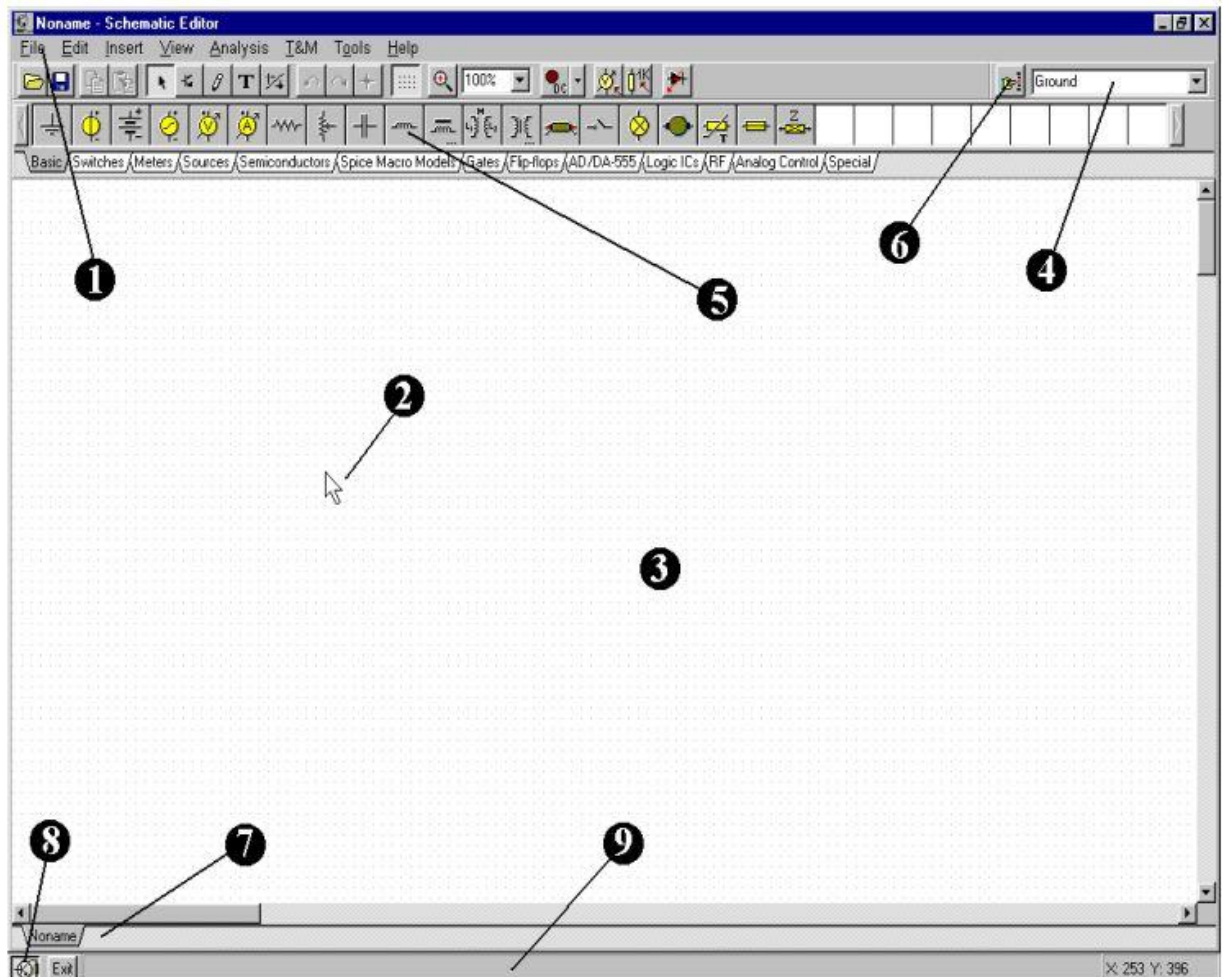 Noname - Schematic Editor
File Edit Insert View Analysis T&M Tools Help
T 100% DC 1K Ground
M Z
V A T
Basic Switches Meters Sources Semiconductors Spice Macro Models Gates Flip-flops AD/DA-555 Logic ICs RF Analog Control Special
6
4
1
5
2
3
8
7
9
Noname
Exit X: 253 Y: 396